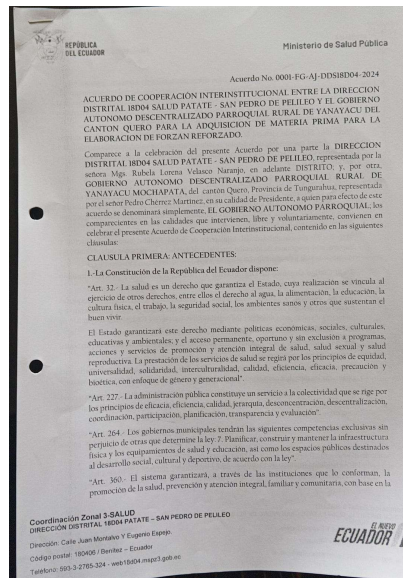 REPÚBLICA
DEL ECUADOR
Ministerio de Salud Pública
Acuerdo No. 0001-FG-AJ-DDS18D04-2024
ACUERDO DE COOPERACIÓN INTERINSTITUCIONAL ENTRE LA DIRECCION
DISTRITAL 18D04 SALUD PATATE - SAN PEDRO DE PELILEO Y EL GOBIERNO
AUTONOMO DESCENTRALIZADO PARROQUIAL RURAL DE YANAYACU DEL
CANTON QUERO PARA LA ADQUISICION DE MATERIA PRIMA PARA LA
ELABORACION DE FORZAN REFORZADO.
Comparece a la celebración del presente Acuerdo por una parte la DIRECCION
DISTRITAL 18D04 SALUD PATATE - SAN PEDRO DE PELILEO, representada por la
señora Mgs. Rubela Lorena Velasco Naranjo, en adelante DISTRITO; y, por otra,
GOBIERNO AUTONOMO DESCENTRALIZADO PARROQUIAL RURAL DE
YANAYACU MOCHAPATA, del cantón Quero, Provincia de Tungurahua, representada
por el señor Pedro Chérrez Martínez, en su calidad de Presidente, a quien para efecto de este
acuerdo se denominara simplemente, EL GOBIERNO AUTONOMO PARROQUIAL; los
comparecientes en las calidades que intervienen, libre y voluntariamente, convienen en
celebrar el presente Acuerdo de Cooperación Interinstitucional, contenido en las siguientes
cláusulas:
CLAUSULA PRIMERA: ANTECEDENTES:
1.-La Constitución de la República del Ecuador dispone:
"Art. 32.- La salud es un derecho que garantiza el Estado, cuya realización se vincula al
ejercicio de otros derechos, entre ellos el derecho al agua, la alimentación, la educación, la
cultura física, el trabajo, la seguridad social, los ambientes sanos y otros que sustentan el
buen vivir.
El Estado garantizará este derecho mediante políticas económicas, sociales, culturales,
educativas y ambientales; y el acceso permanente, oportuno y sin exclusión a programas,
acciones y servicios de promoción y atención integral de salud, salud sexual y salud
reproductiva. La prestación de los servicios de salud se regirá por los principios de equidad,
universalidad, solidaridad, interculturalidad, calidad, eficiencia, eficacia, precaución y
bioética, con enfoque de género y generacional".
"Art. 227.- La administración pública constituye un servicio a la colectividad que se rige por
los principios de eficacia, eficiencia, calidad, jerarquía, desconcentración, descentralización,
coordinación, participación, planificación, transparencia y evaluación".
"Art. 264.- Los gobiernos municipales tendrán las siguientes competencias exclusivas sin
perjuicio de otras que determine la ley: 7. Planificar, construir y mantener la infraestructura
física y los equipamientos de salud y educación, así como los espacios públicos destinados
al desarrollo social, cultural y deportivo, de acuerdo con la ley".
"Art. 360.- El sistema garantizará, a través de las instituciones que lo conforman, la
promoción de la salud, prevención y atención integral, familiar y comunitaria, con base en la
Coordinación Zonal 3-SALUD
DIRECCIÓN DISTRITAL 18D04 PATATE – SAN PEDRO DE PELILEO
Dirección: Calle Juan Montalvo Y Eugenio Espejo.
Código postal: 180406 / Benítez – Ecuador
Teléfono: 593-3-2765-324 - web18d04.mspz3.gob.ec
EL NUEVO
ECUADOR